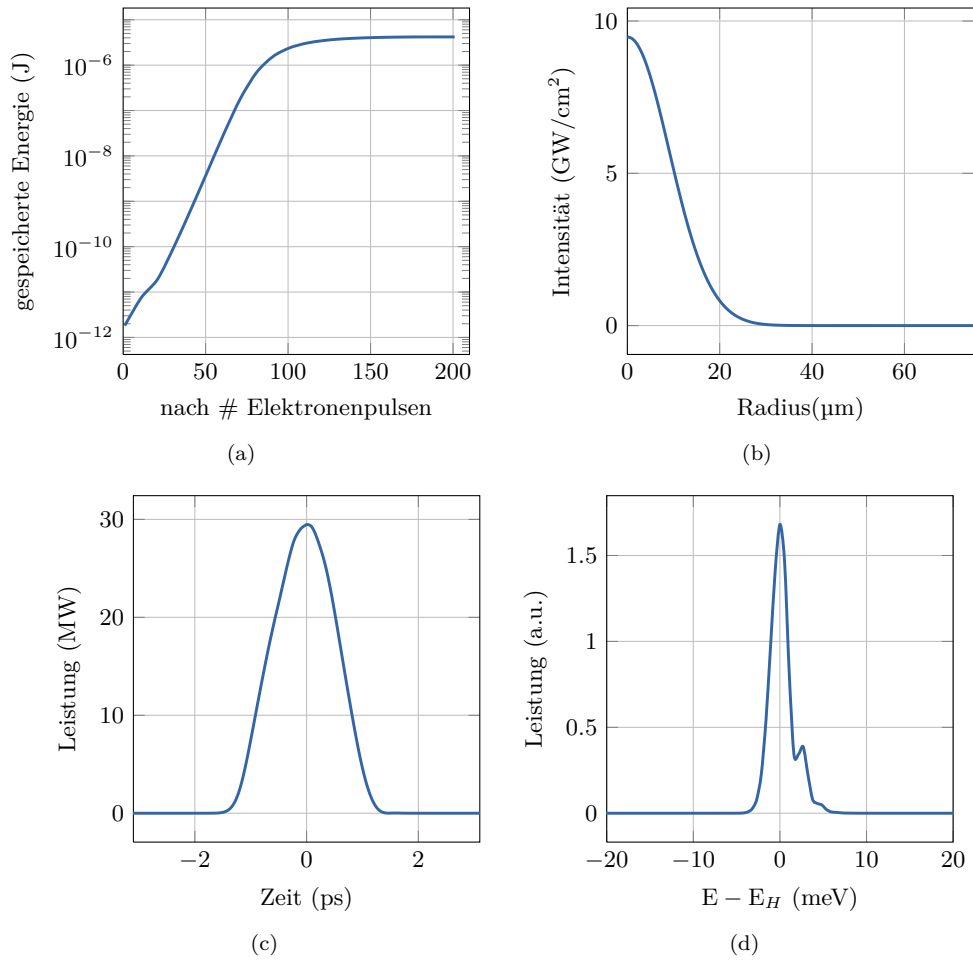 gespeicherte Energie (J)
10⁻⁶
10⁻⁸
10⁻¹⁰
10⁻¹²
0 50 100 150 200
nach # Elektronenpulsen
(a)
Intensität (GW/cm²)
10
5
0
0 20 40 60
Radius(µm)
(b)
Leistung (MW)
30
20
10
0
−2 0 2
Zeit (ps)
(c)
Leistung (a.u.)
1.5
1
0.5
0
−20 −10 0 10 20
E − E_H (meV)
(d)